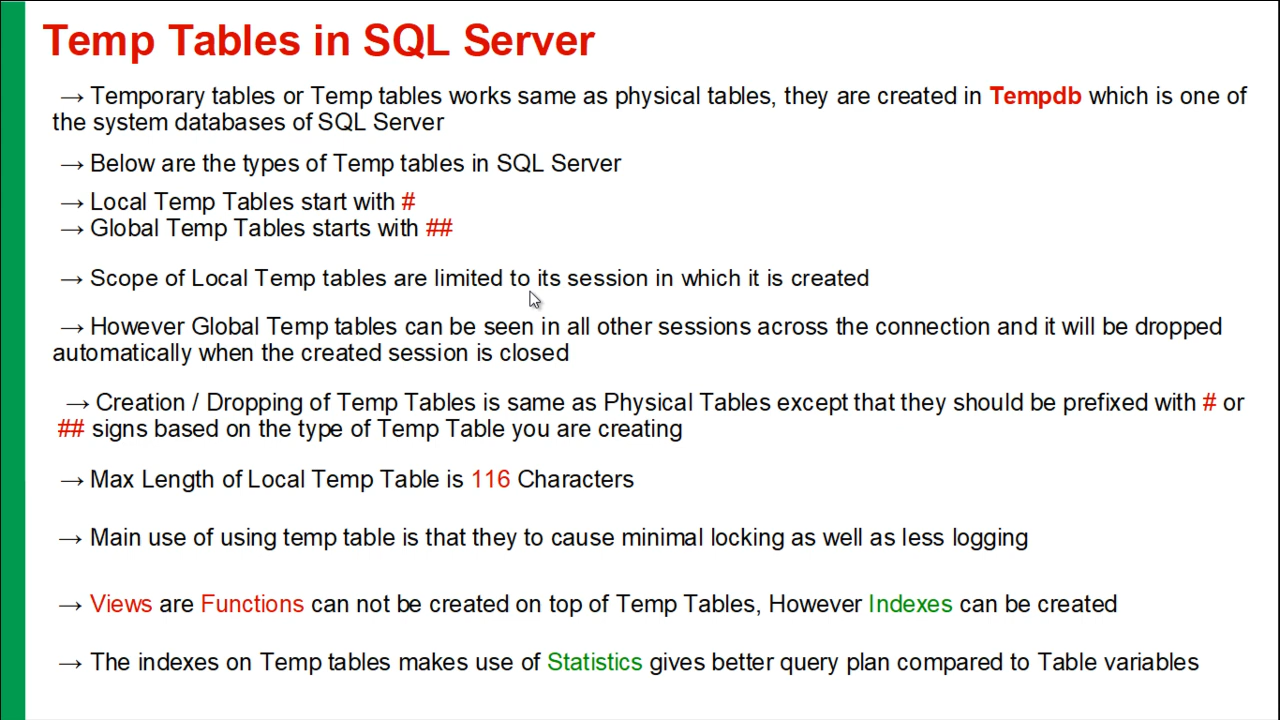 Temp Tables in SQL Server
→ Temporary tables or Temp tables works same as physical tables, they are created in Tempdb which is one of
the system databases of SQL Server
→ Below are the types of Temp tables in SQL Server
→ Local Temp Tables start with #
→ Global Temp Tables starts with ##
→ Scope of Local Temp tables are limited to its session in which it is created
→ However Global Temp tables can be seen in all other sessions across the connection and it will be dropped
automatically when the created session is closed
→ Creation / Dropping of Temp Tables is same as Physical Tables except that they should be prefixed with # or
## signs based on the type of Temp Table you are creating
→ Max Length of Local Temp Table is 116 Characters
→ Main use of using temp table is that they to cause minimal locking as well as less logging
→ Views are Functions can not be created on top of Temp Tables, However Indexes can be created
→ The indexes on Temp tables makes use of Statistics gives better query plan compared to Table variables